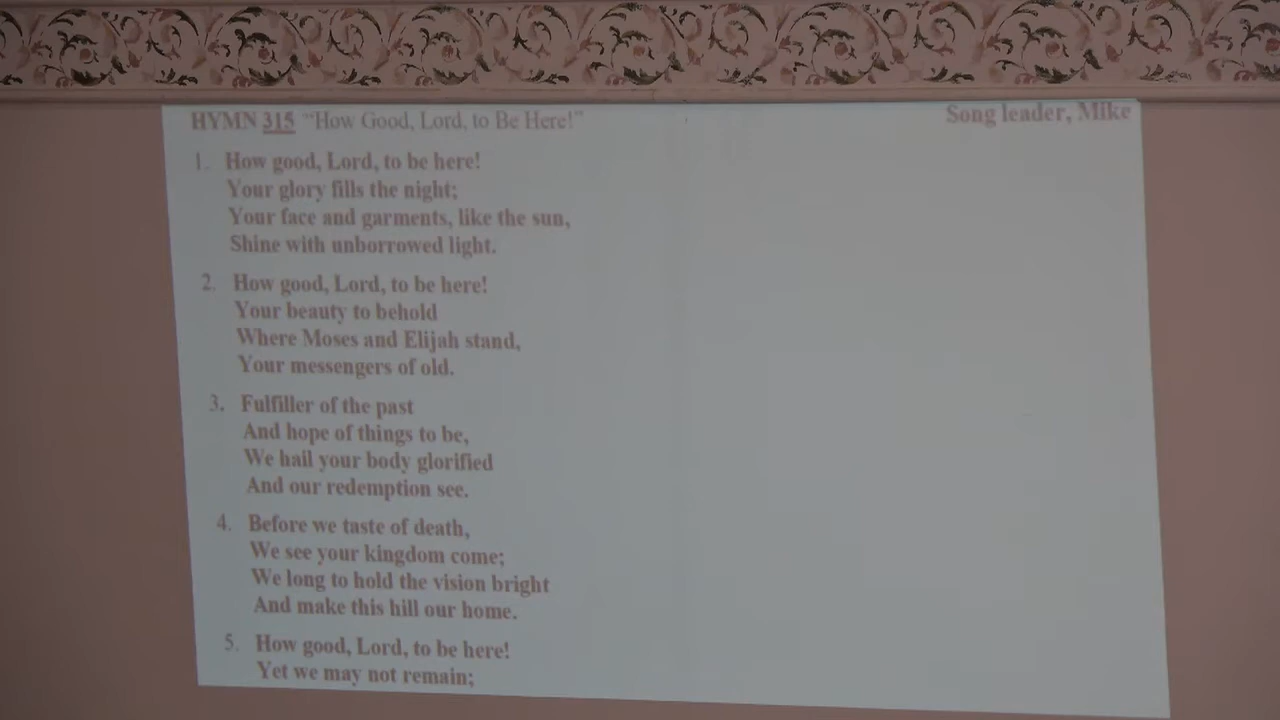 HYMN 315 “How Good, Lord, to Be Here!”
Song leader, Mike
1. How good, Lord, to be here!
Your glory fills the night;
Your face and garments, like the sun,
Shine with unborrowed light.
2. How good, Lord, to be here!
Your beauty to behold
Where Moses and Elijah stand,
Your messengers of old.
3. Fulfiller of the past
And hope of things to be,
We hail your body glorified
And our redemption see.
4. Before we taste of death,
We see your kingdom come;
We long to hold the vision bright
And make this hill our home.
5. How good, Lord, to be here!
Yet we may not remain;